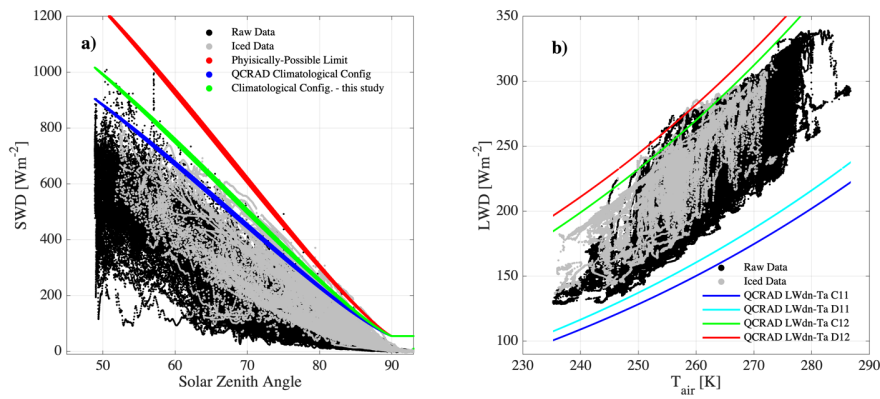 a)
Raw Data
Iced Data
Phyisically-Possible Limit
QCRAD Climatological Config
Climatological Config. - this study
1200
1000
800
600
400
200
0
50
60
70
80
90
SWD [Wm-2]
Solar Zenith Angle
b)
350
300
250
200
150
100
230
240
250
260
270
280
290
LWD [Wm-2]
Tair [K]
Raw Data
Iced Data
QCRAD LWdn-Ta C11
QCRAD LWdn-Ta D11
QCRAD LWdn-Ta C12
QCRAD LWdn-Ta D12